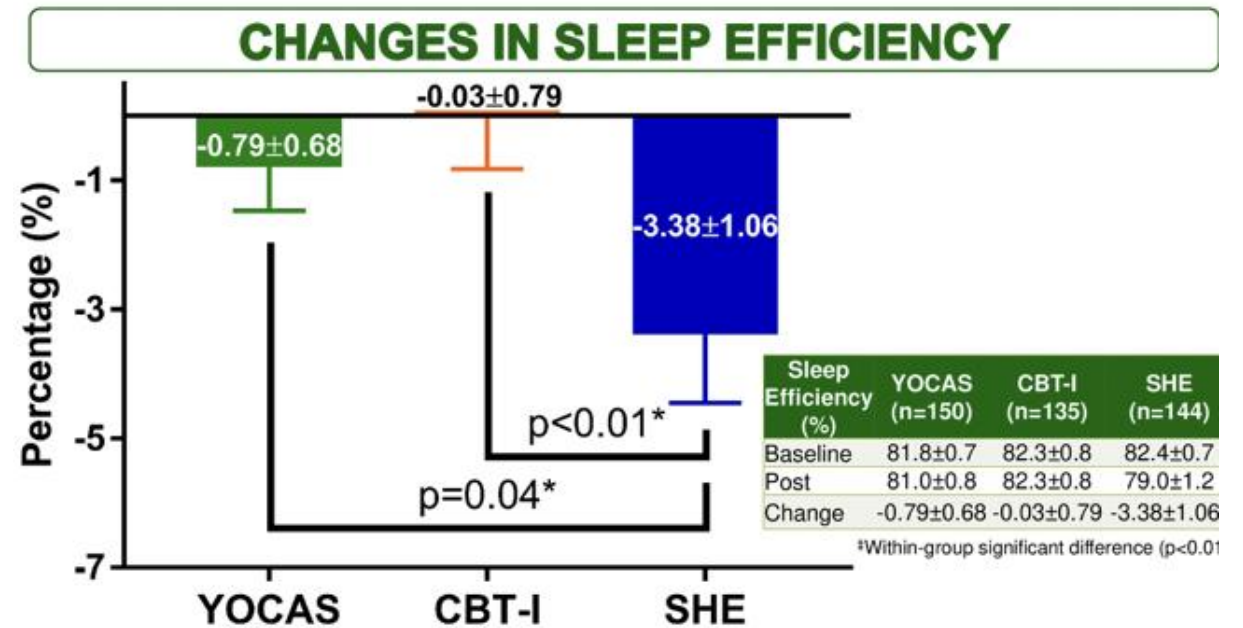 CHANGES IN SLEEP EFFICIENCY
Percentage (%)
-1
-3
-5
-7
-0.79±0.68
-0.03±0.79
-3.38±1.06
p<0.01*
p=0.04*
YOCAS
CBT-I
SHE
Sleep Efficiency (%) YOCAS (n=150) CBT-I (n=135) SHE (n=144)
Baseline 81.8±0.7 82.3±0.8 82.4±0.7
Post 81.0±0.8 82.3±0.8 79.0±1.2
Change -0.79±0.68 -0.03±0.79 -3.38±1.06
‡Within-group significant difference (p<0.01